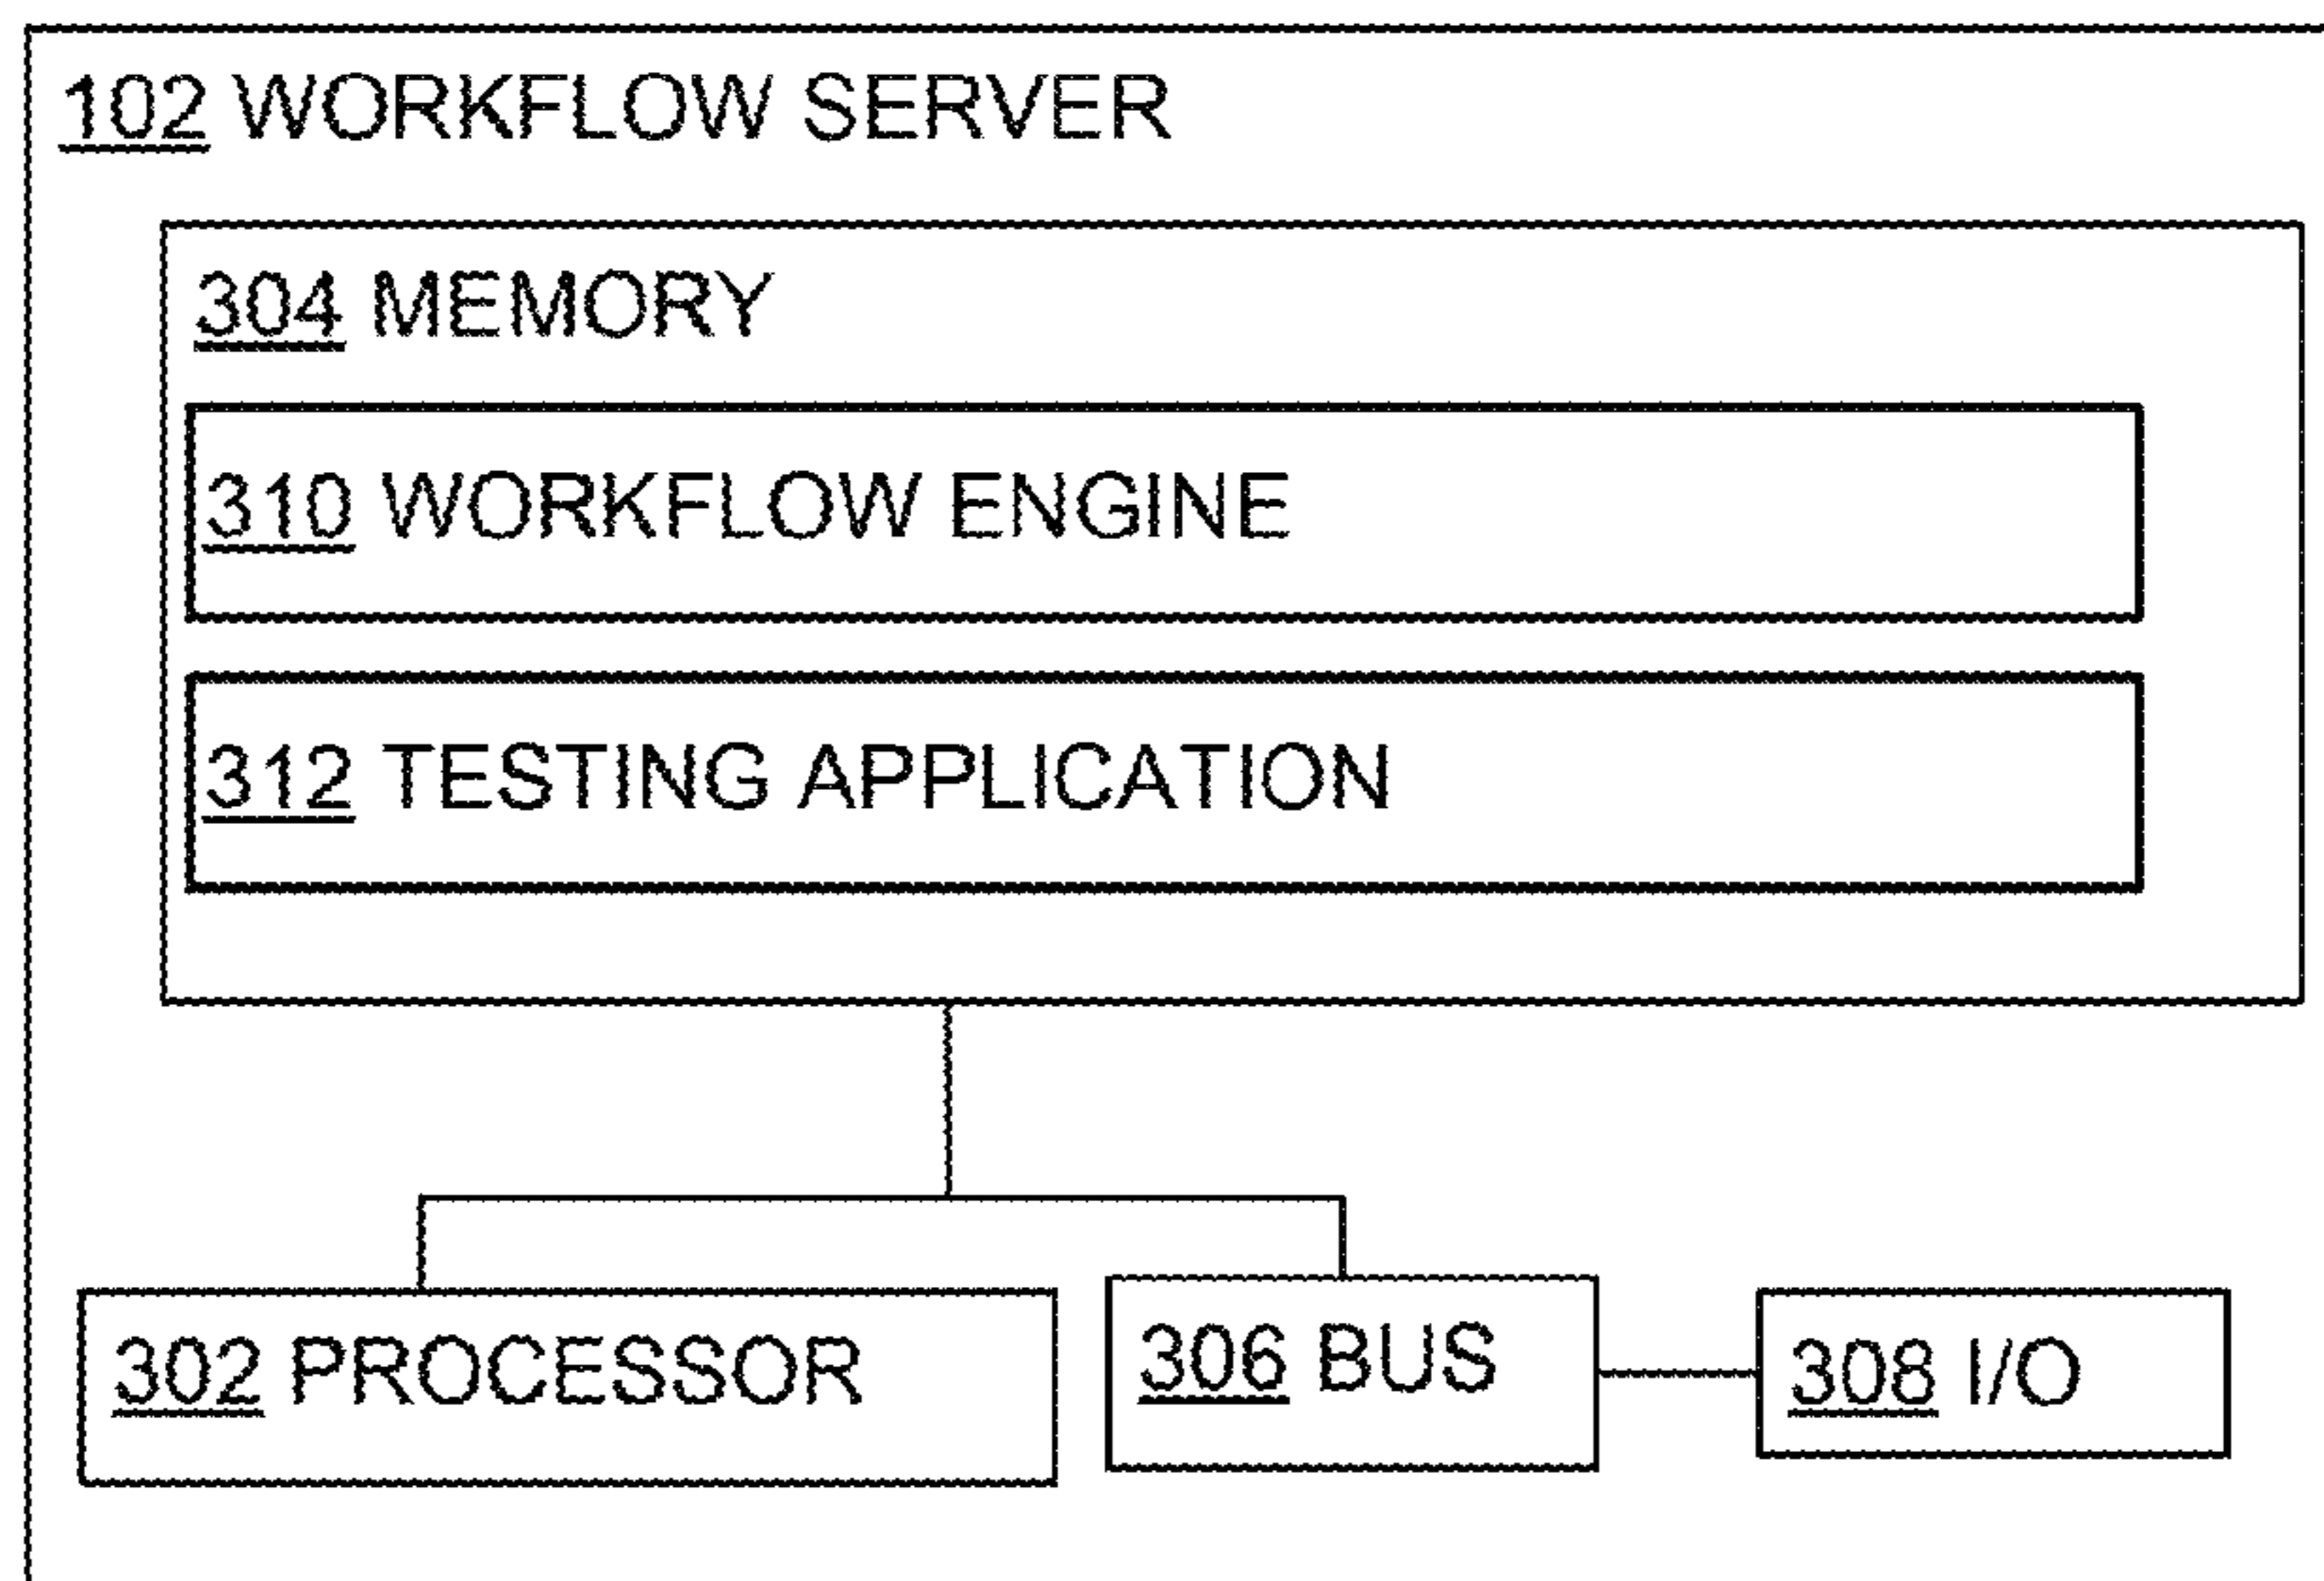 102 WORKFLOW SERVER
304 MEMORY
310 WORKFLOW ENGINE
312 TESTING APPLICATION
302 PROCESSOR
306 BUS
308 I/O